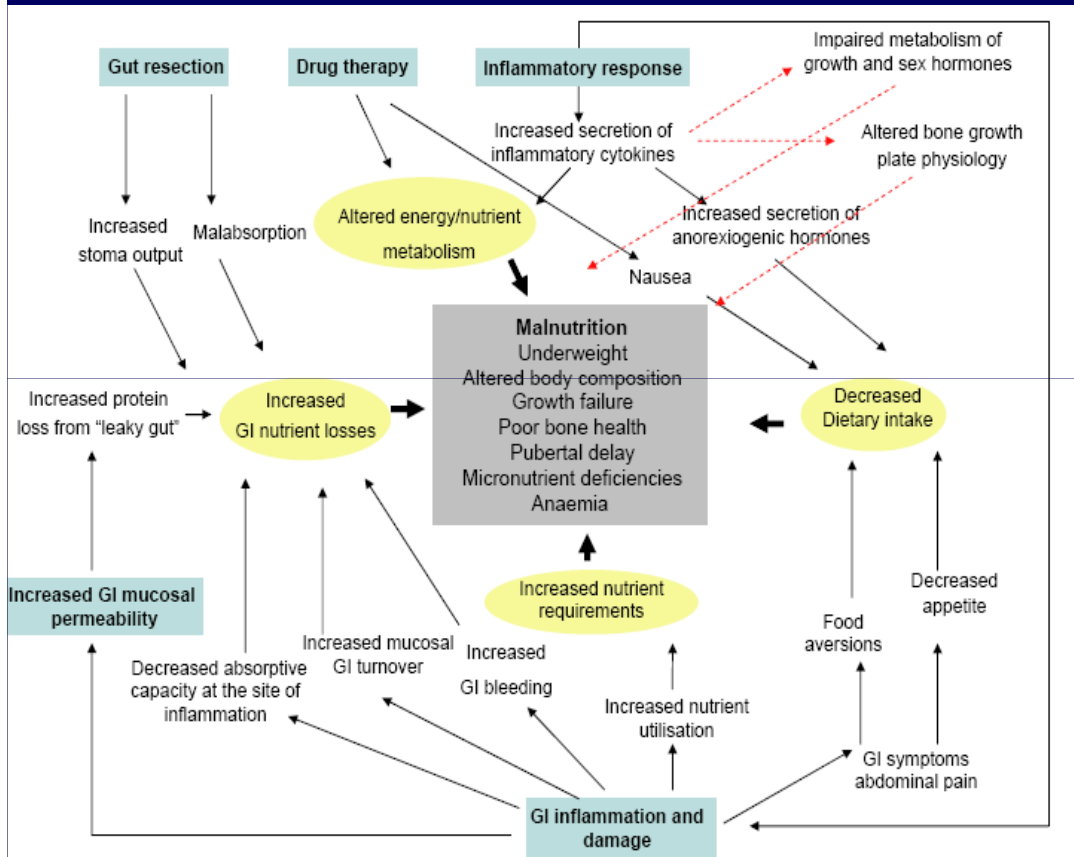 Gut resection
Drug therapy
Inflammatory response
Impaired metabolism of
growth and sex hormones
Increased secretion of
inflammatory cytokines
Altered bone growth
plate physiology
Increased
stoma output
Malabsorption
Altered energy/nutrient
metabolism
Increased secretion of
anorexiogenic hormones
Nausea
Malnutrition
Underweight
Altered body composition
Growth failure
Poor bone health
Pubertal delay
Micronutrient deficiencies
Anaemia
Increased protein
loss from “leaky gut”
Increased
GI nutrient losses
Decreased
Dietary intake
Increased GI mucosal
permeability
Increased nutrient
requirements
Decreased
appetite
Food
aversions
Decreased absorptive
capacity at the site of
inflammation
Increased mucosal
GI turnover
Increased
GI bleeding
Increased nutrient
utilisation
GI symptoms
abdominal pain
GI inflammation and
damage